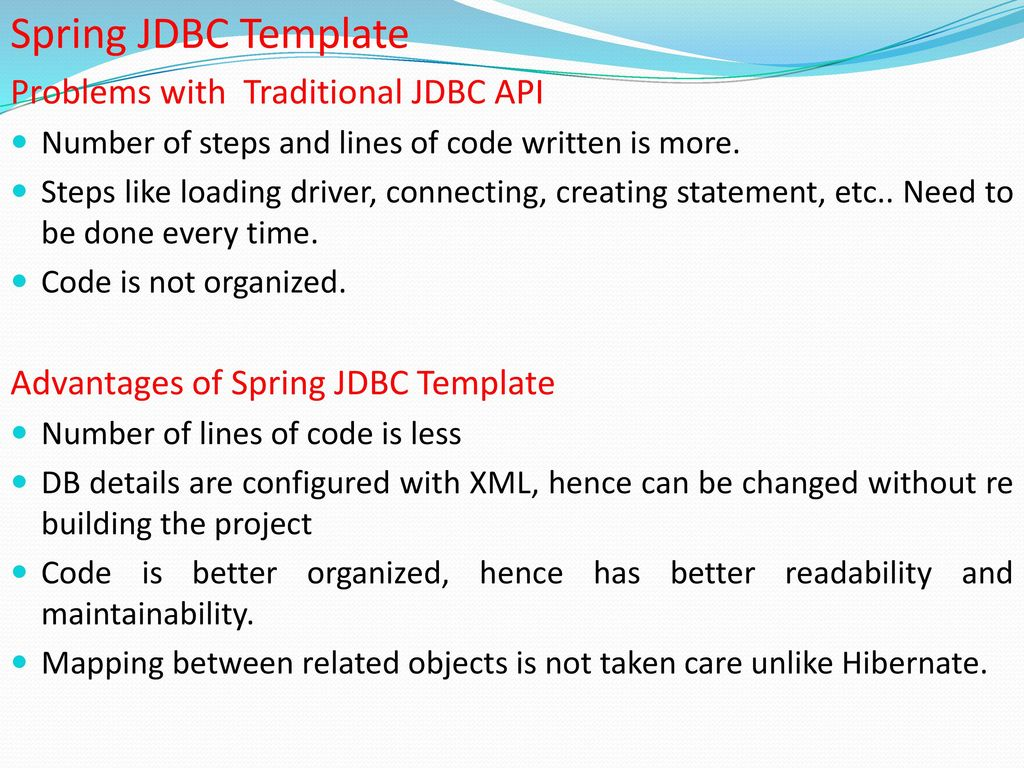 Spring JDBC Template
Problems with Traditional JDBC API
Number of steps and lines of code written is more.
Steps like loading driver, connecting, creating statement, etc.. Need to
be done every time.
Code is not organized.
Advantages of Spring JDBC Template
Number of lines of code is less
DB details are configured with XML, hence can be changed without re
building the project
Code is better organized, hence has better readability and
maintainability.
Mapping between related objects is not taken care unlike Hibernate.